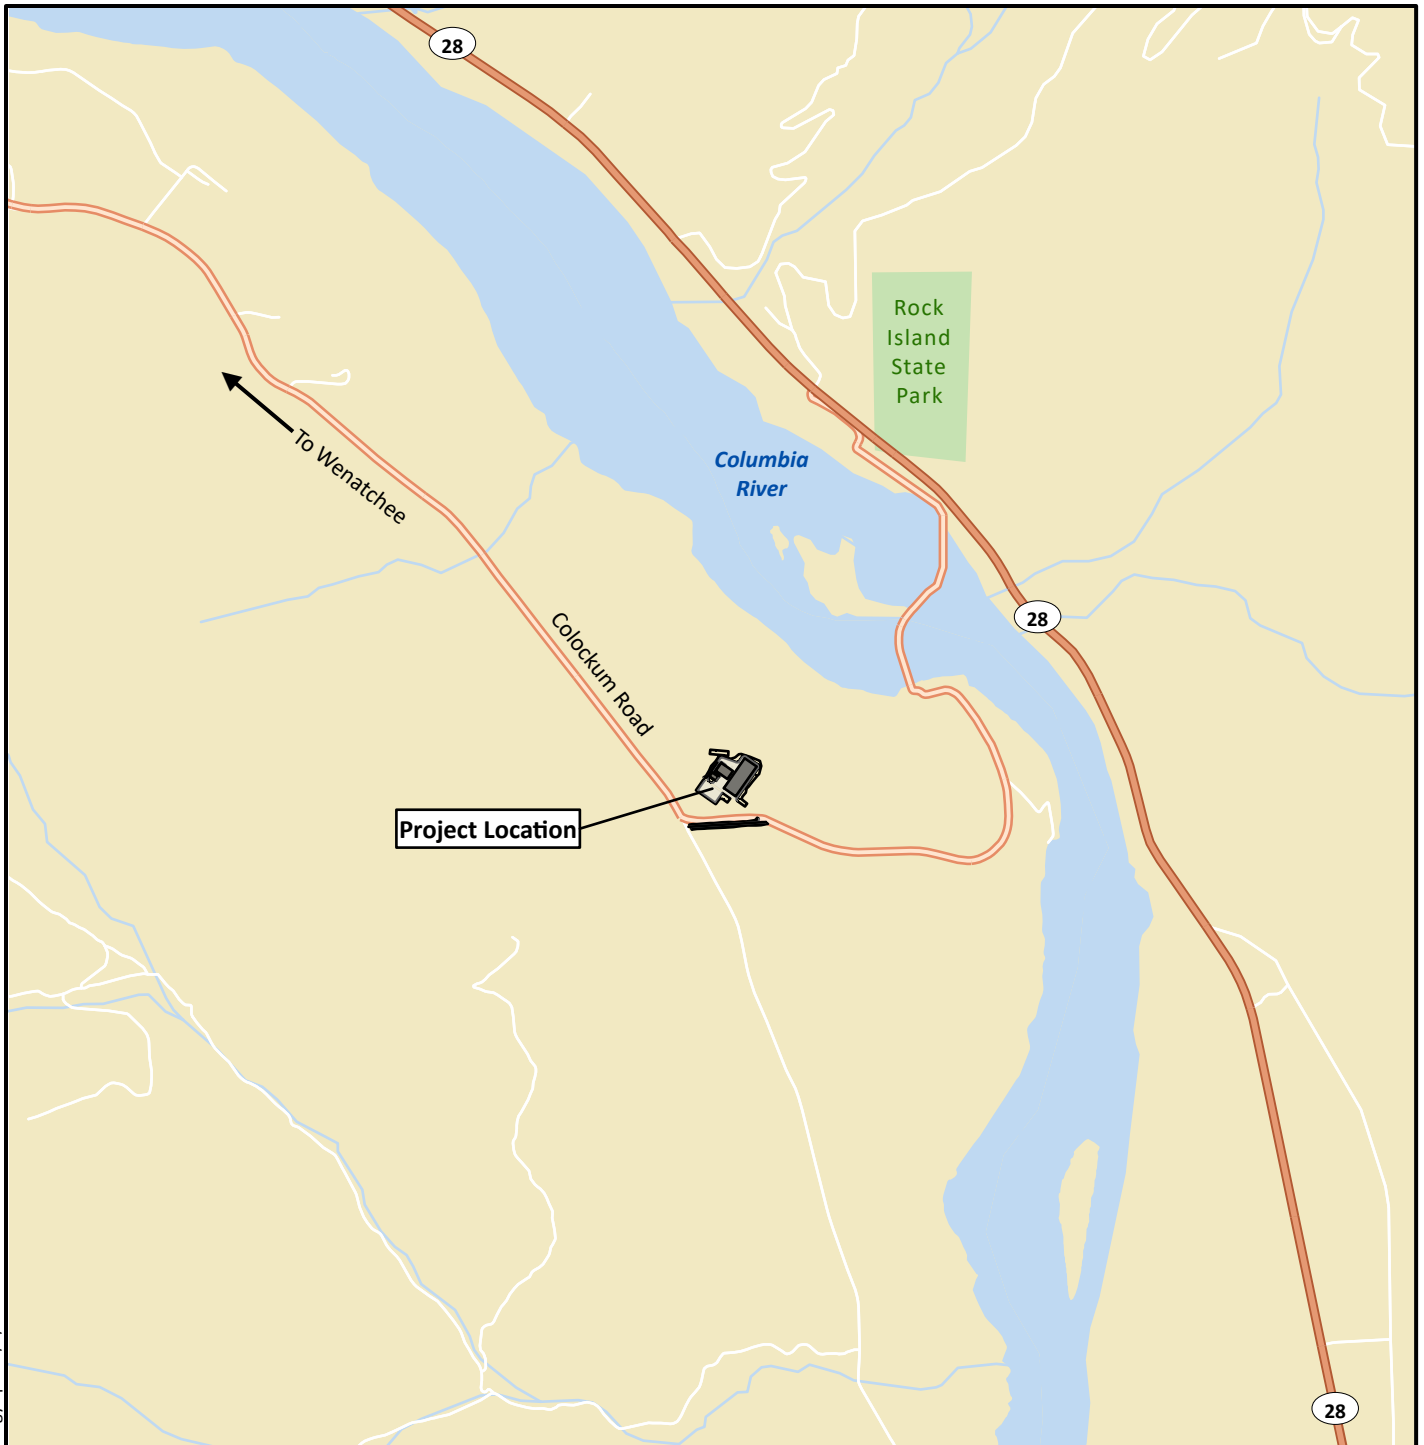 28
Rock
Island
State
Park
To Wenatchee
Columbia
River
Colockum Road
28
Project Location
28